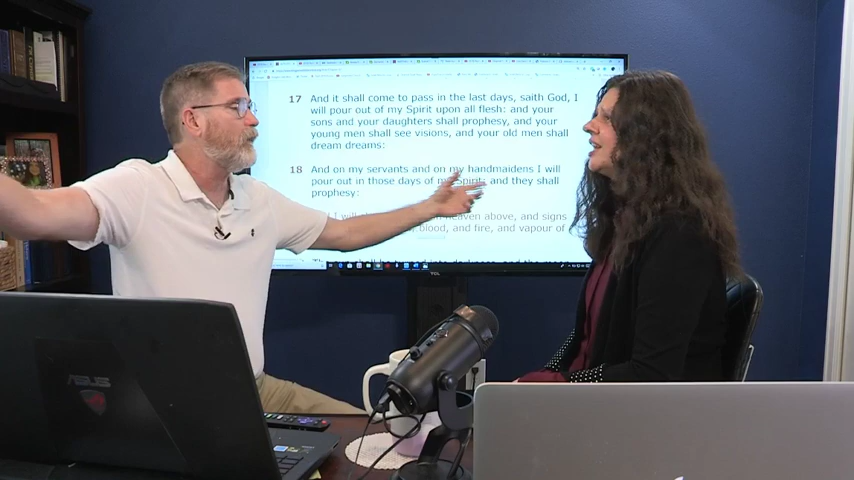 17 And it shall come to pass in the last days, saith God, I
will pour out of my Spirit upon all flesh: and your
sons and your daughters shall prophesy, and your
young men shall see visions, and your old men shall
dream dreams:
18 And on my servants and on my handmaidens I will
pour out in those days of my Spirit; and they shall
prophesy:
I will heaven above, and signs
blood, and fire, and vapour of
TCL
ASUS